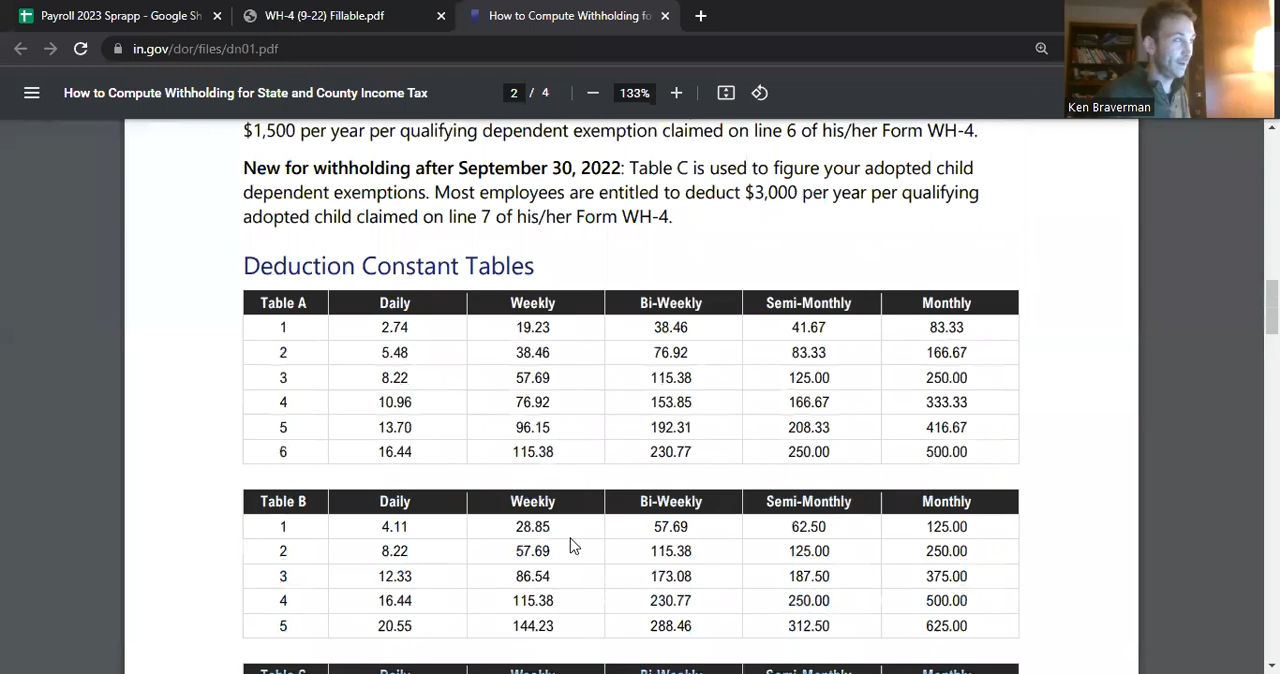 Payroll 2023 Sprapp - Google Sh
WH-4 (9-22) Fillable.pdf
How to Compute Withholding fo
in.gov/dor/files/dn01.pdf
How to Compute Withholding for State and County Income Tax
2 / 4
133%
Ken Braverman
$1,500 per year per qualifying dependent exemption claimed on line 6 of his/her Form WH-4.
New for withholding after September 30, 2022: Table C is used to figure your adopted child
dependent exemptions. Most employees are entitled to deduct $3,000 per year per qualifying
adopted child claimed on line 7 of his/her Form WH-4.
Deduction Constant Tables
Table A Daily Weekly Bi-Weekly Semi-Monthly Monthly
1 2.74 19.23 38.46 41.67 83.33
2 5.48 38.46 76.92 83.33 166.67
3 8.22 57.69 115.38 125.00 250.00
4 10.96 76.92 153.85 166.67 333.33
5 13.70 96.15 192.31 208.33 416.67
6 16.44 115.38 230.77 250.00 500.00
Table B Daily Weekly Bi-Weekly Semi-Monthly Monthly
1 4.11 28.85 57.69 62.50 125.00
2 8.22 57.69 115.38 125.00 250.00
3 12.33 86.54 173.08 187.50 375.00
4 16.44 115.38 230.77 250.00 500.00
5 20.55 144.23 288.46 312.50 625.00
Table C Daily Weekly Bi-Weekly Semi-Monthly Monthly